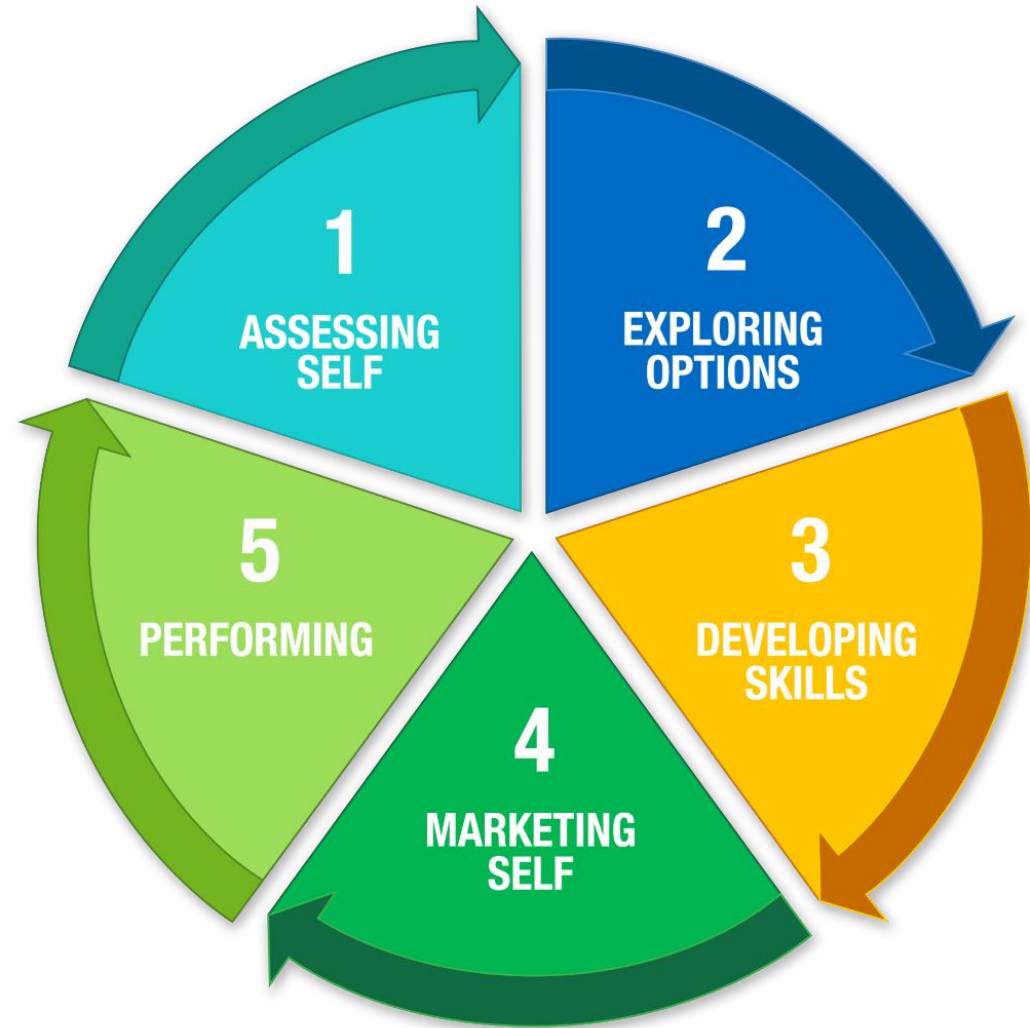 1
ASSESSING
SELF
2
EXPLORING
OPTIONS
3
DEVELOPING
SKILLS
4
MARKETING
SELF
5
PERFORMING